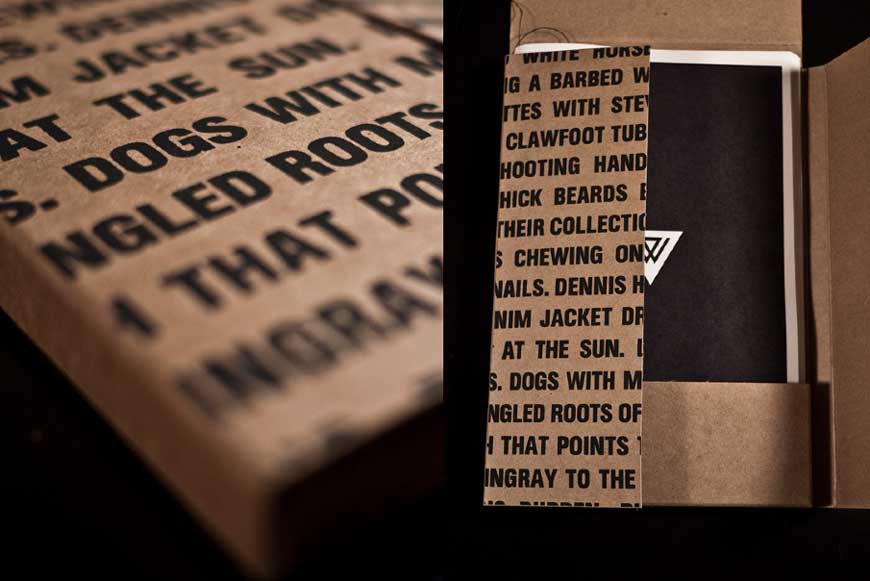 S. DENNIS
IM JACKET DR
AT THE SUN.
S. DOGS WITH M
NGLED ROOTS
THAT PO
INGRAY
WHITE HORSE
NG A BARBED W
TTES WITH STEV
CLAWFOOT TUB
HOOTING HAND
HICK BEARDS
THEIR COLLECTIO
S CHEWING ON
NAILS. DENNIS H
NIM JACKET DR
AT THE SUN.
S. DOGS WITH M
NGLED ROOTS OF
H THAT POINTS
INGRAY TO THE